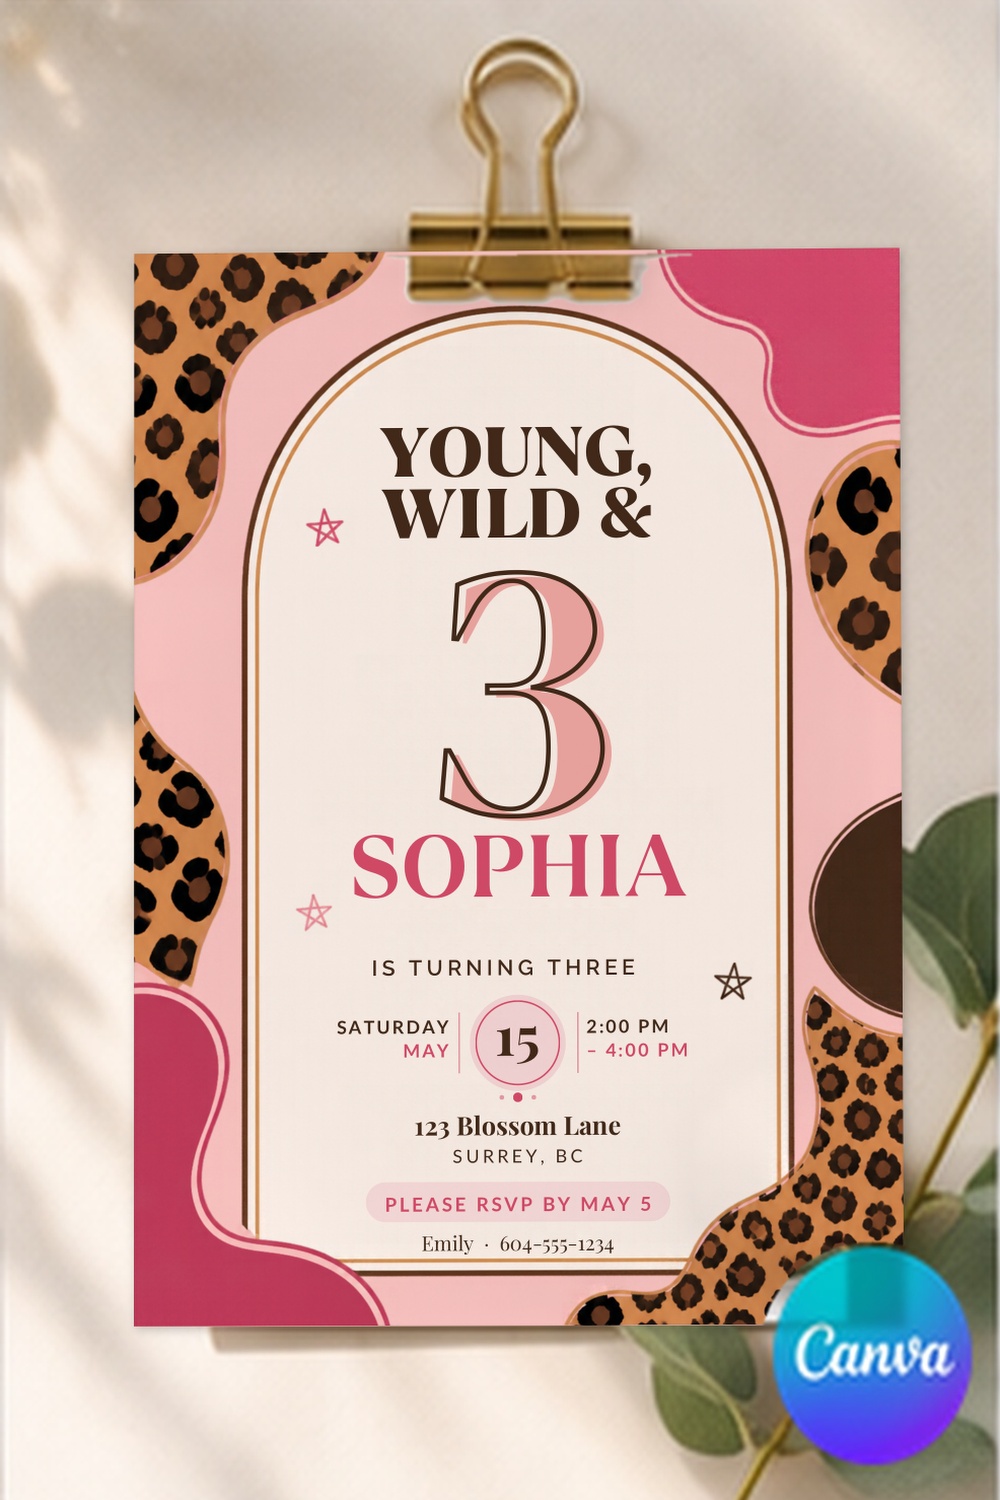 YOUNG,
WILD &
3
SOPHIA
IS TURNING THREE
SATURDAY
MAY
15
2:00 PM
– 4:00 PM
123 Blossom Lane
SURREY, BC
PLEASE RSVP BY MAY 5
Emily · 604-555-1234
Canva